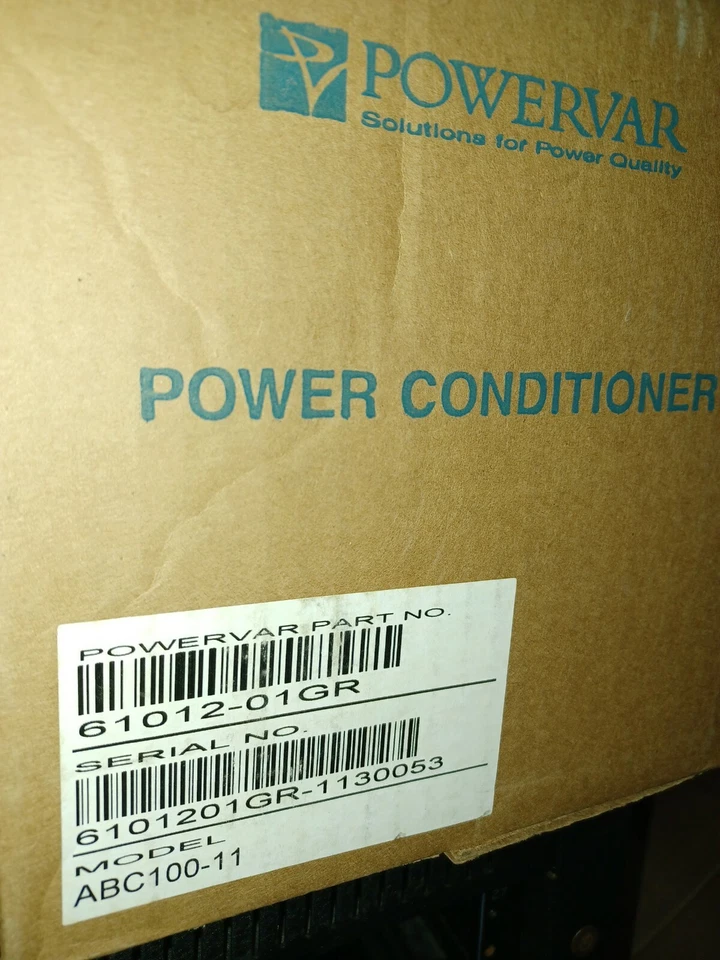 POWERVAR
Solutions for Power Quality
POWER CONDITIONER
POWERVAR PART NO.
61012-01GR
SERIAL NO.
6101201GR-1130053
MODEL
ABC100-11